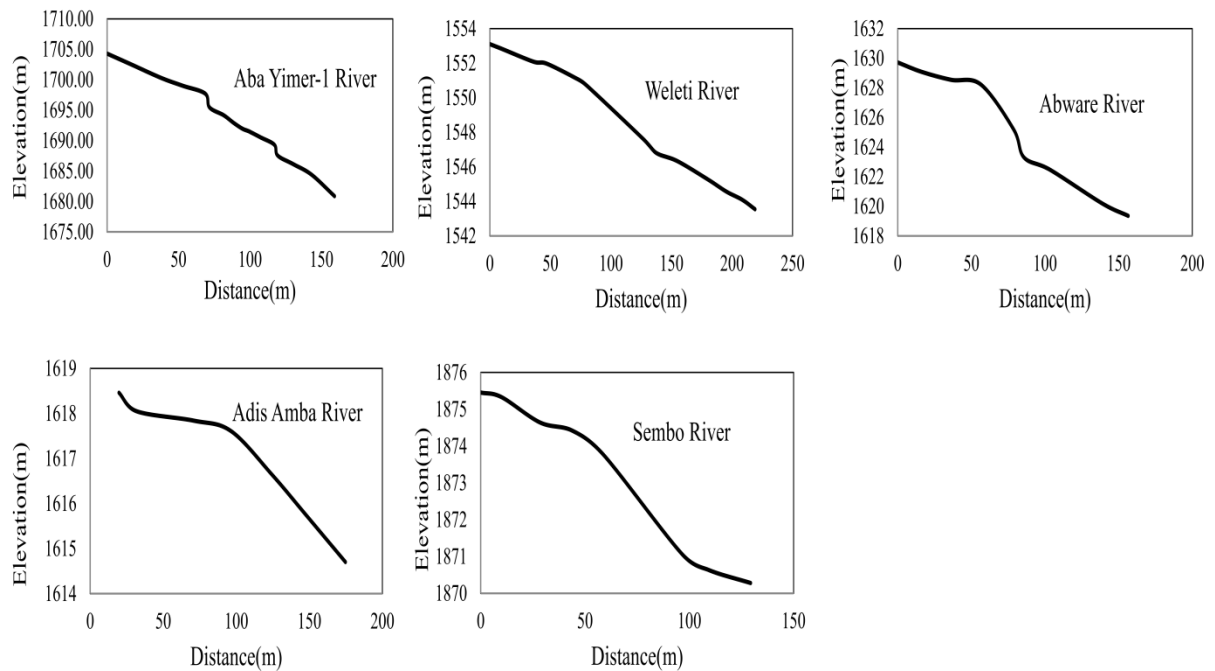 Elevation(m)
1710.00
1705.00
1700.00
1695.00
1690.00
1685.00
1680.00
1675.00
Aba Yimer-1 River
0 50 100 150 200
Distance(m)
Elevation(m)
1554
1552
1550
1548
1546
1544
1542
Weleti River
0 50 100 150 200 250
Distance(m)
Elevation(m)
1632
1630
1628
1626
1624
1622
1620
1618
Abware River
0 50 100 150 200
Distance(m)
Elevation(m)
1619
1618
1617
1616
1615
1614
Adis Amba River
0 50 100 150 200
Distance(m)
Elevation(m)
1876
1875
1874
1873
1872
1871
1870
Sembo River
0 50 100 150
Distance(m)